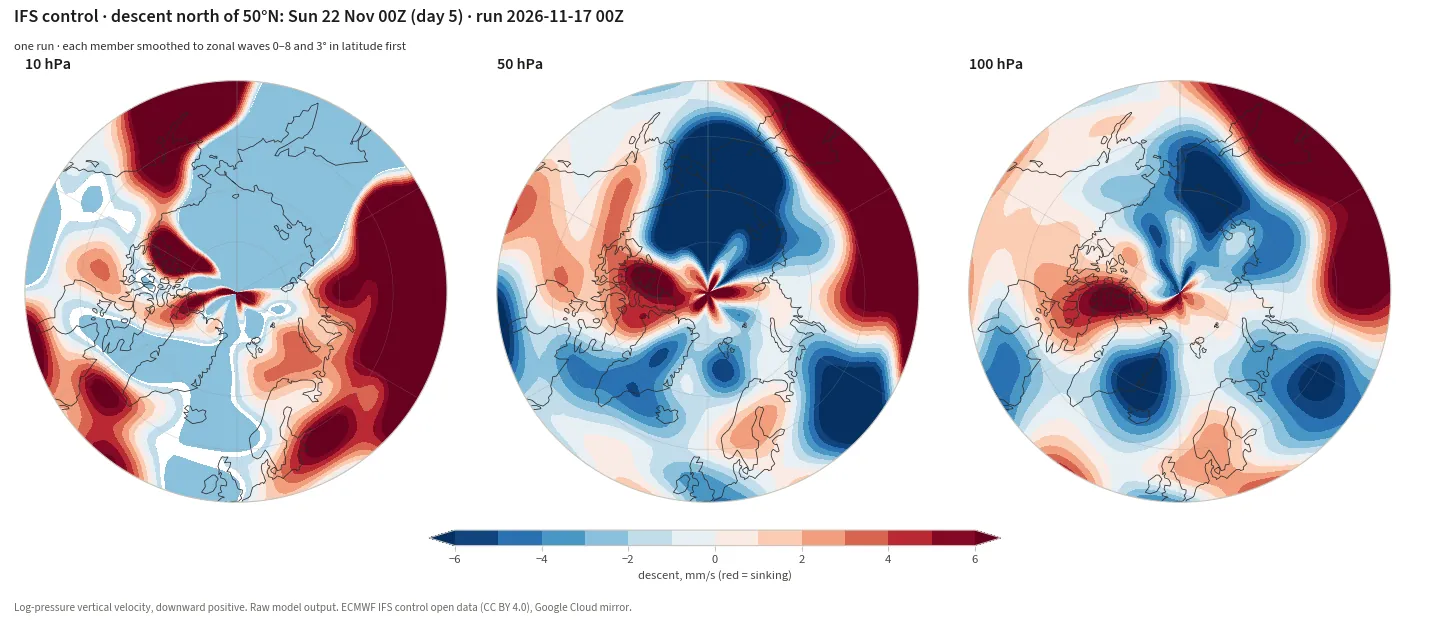 IFS control · descent north of 50°N: Sun 22 Nov 00Z (day 5) · run 2026-11-17 00Z
one run · each member smoothed to zonal waves 0–8 and 3° in latitude first
10 hPa
50 hPa
100 hPa
−6 −4 −2 0 2 4 6
descent, mm/s (red = sinking)
Log-pressure vertical velocity, downward positive. Raw model output. ECMWF IFS control open data (CC BY 4.0), Google Cloud mirror.